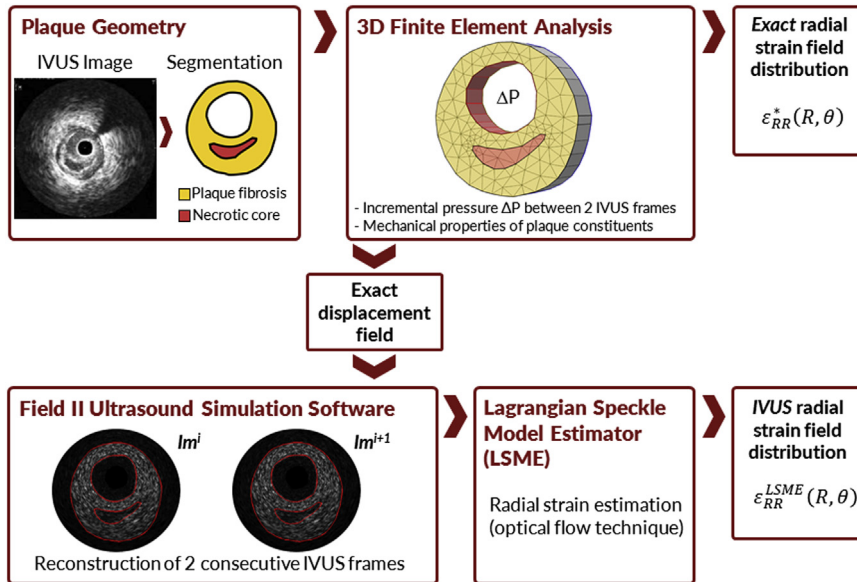 Plaque Geometry
IVUS Image
Segmentation
Plaque fibrosis
Necrotic core
3D Finite Element Analysis
ΔP
- Incremental pressure ΔP between 2 IVUS frames
- Mechanical properties of plaque constituents
Exact radial
strain field
distribution
ε*RR(R, θ)
Exact
displacement
field
Field II Ultrasound Simulation Software
Imⁱ
Imⁱ⁺¹
Reconstruction of 2 consecutive IVUS frames
Lagrangian Speckle
Model Estimator
(LSME)
Radial strain estimation
(optical flow technique)
IVUS radial
strain field
distribution
εLSMERR(R, θ)